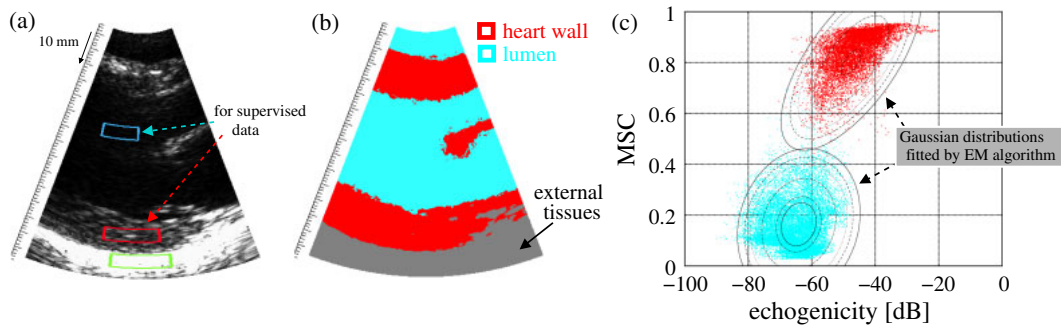 (a)
10 mm
for supervised
data
(b)
heart wall
lumen
external
tissues
(c)
1
0.8
0.6
0.4
0.2
0
MSC
Gaussian distributions
fitted by EM algorithm
−100 −80 −60 −40 −20 0
echogenicity [dB]